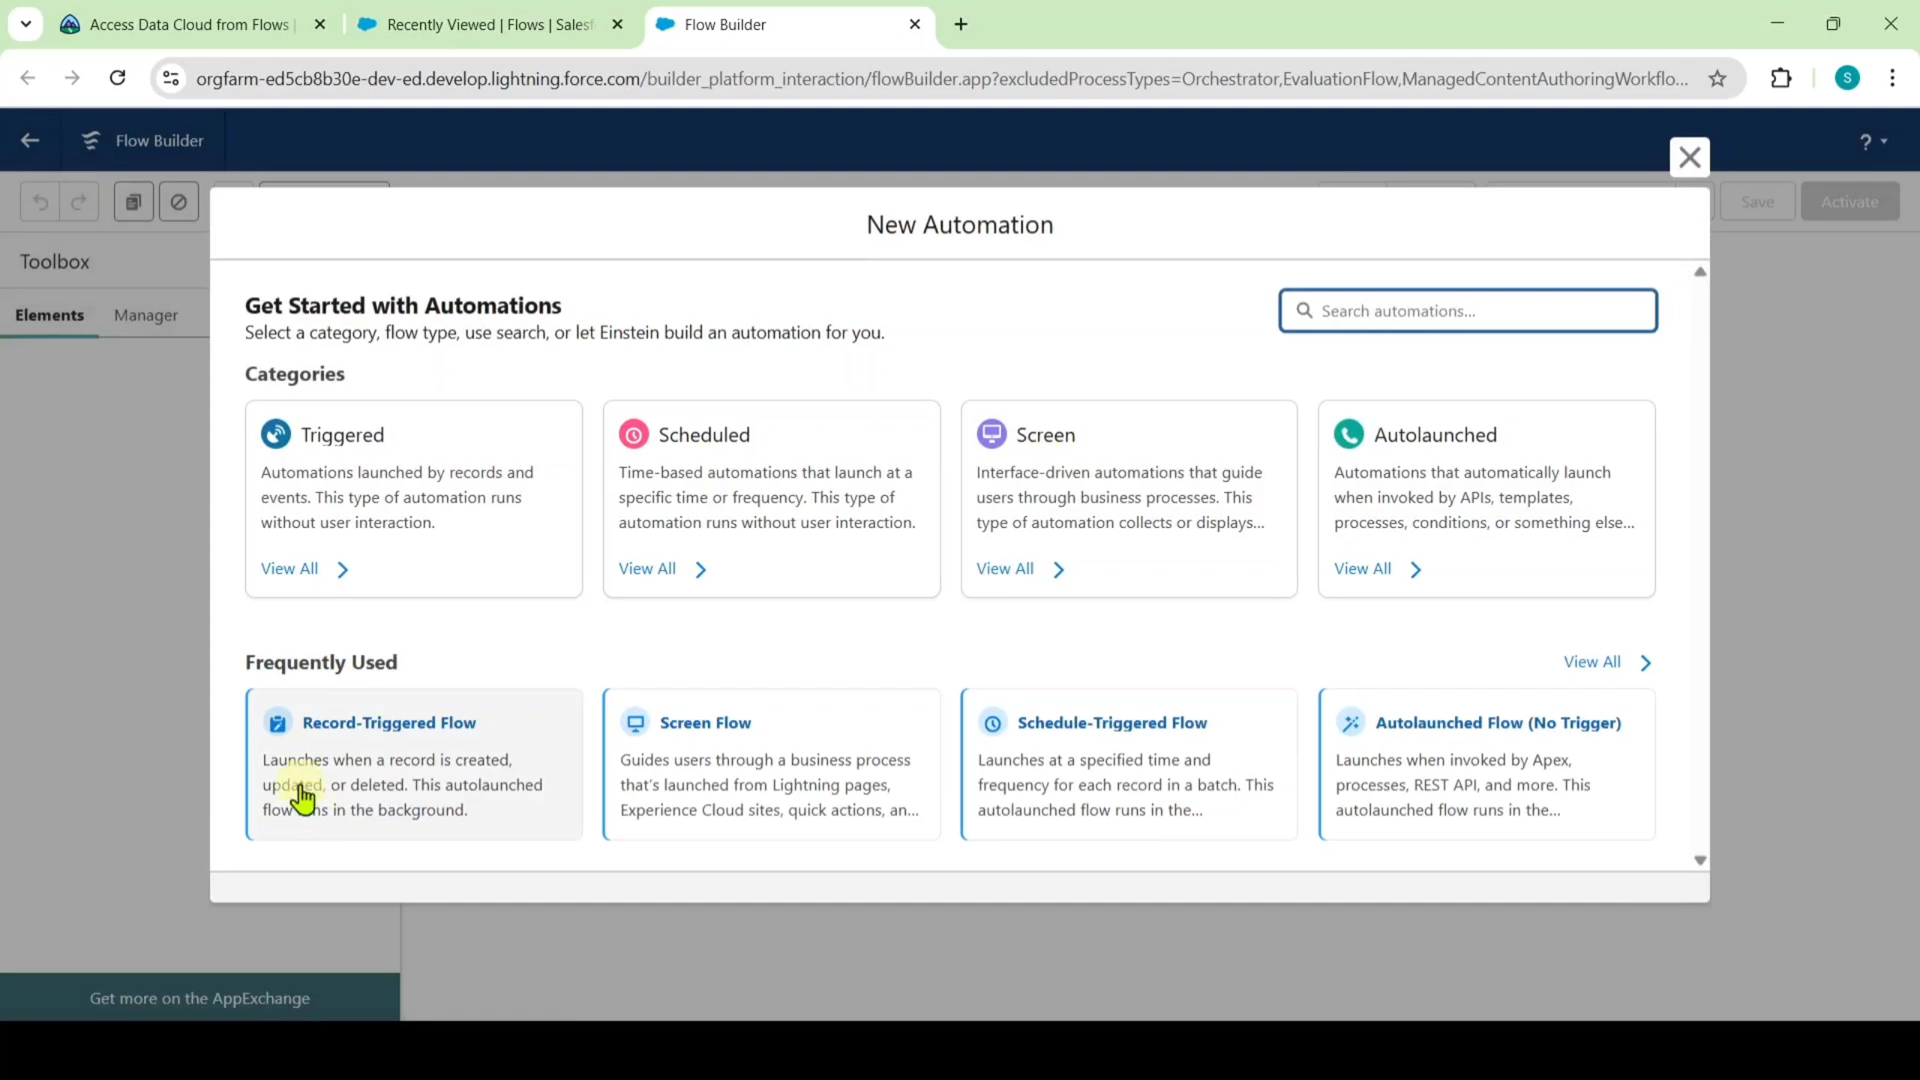 Access Data Cloud from Flows |
Recently Viewed | Flows | Salesf
Flow Builder
orgfarm-ed5cb8b30e-dev-ed.develop.lightning.force.com/builder_platform_interaction/flowBuilder.app?excludedProcessTypes=Orchestrator,EvaluationFlow,ManagedContentAuthoringWorkflo...
S
Flow Builder
?
Save
Activate
Toolbox
Elements
Manager
New Automation
Get Started with Automations
Select a category, flow type, use search, or let Einstein build an automation for you.
Search automations...
Categories
Triggered
Automations launched by records and
events. This type of automation runs
without user interaction.
View All
Scheduled
Time-based automations that launch at a
specific time or frequency. This type of
automation runs without user interaction.
View All
Screen
Interface-driven automations that guide
users through business processes. This
type of automation collects or displays...
View All
Autolaunched
Automations that automatically launch
when invoked by APIs, templates,
processes, conditions, or something else...
View All
Frequently Used
View All
Record-Triggered Flow
Launches when a record is created,
updated, or deleted. This autolaunched
flow runs in the background.
Screen Flow
Guides users through a business process
that's launched from Lightning pages,
Experience Cloud sites, quick actions, an...
Schedule-Triggered Flow
Launches at a specified time and
frequency for each record in a batch. This
autolaunched flow runs in the...
Autolaunched Flow (No Trigger)
Launches when invoked by Apex,
processes, REST API, and more. This
autolaunched flow runs in the...
Get more on the AppExchange